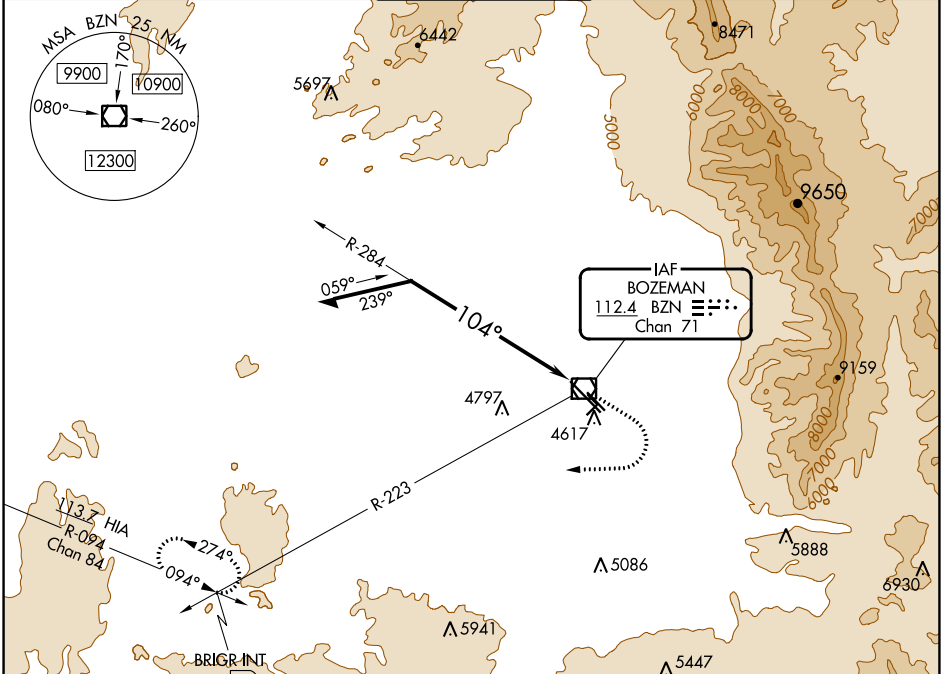 MSA BZN 25 NM
170°
9900
10900
080°
260°
12300
6442
5697
8471
5000
6000
7000
8000
9650
7000
R-284
059°
239°
104°
IAF
BOZEMAN
112.4 BZN
Chan 71
9159
4797
4617
8000
7000
6000
R-223
113.7 HIA
R-094
Chan 84
274°
094°
5888
5086
6930
5941
BRIGR INT
5447